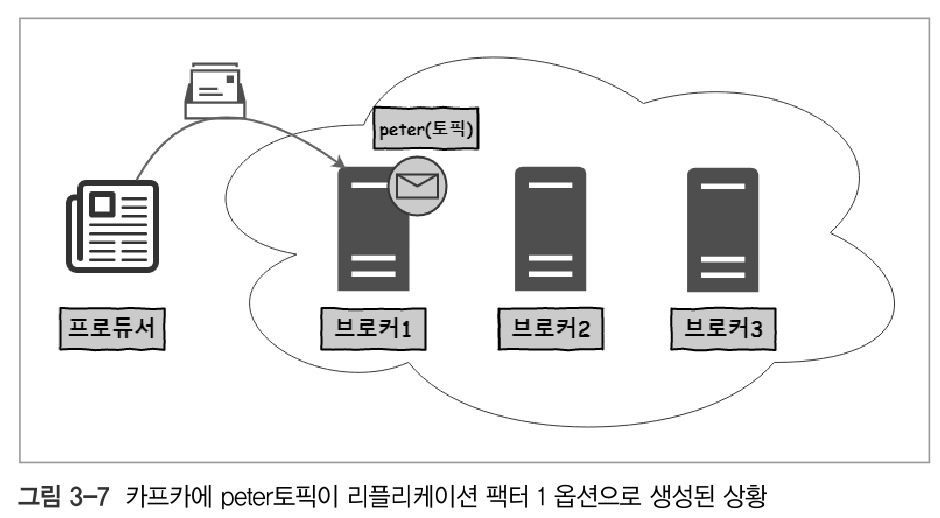 peter(토픽)
프로듀서
브로커1
브로커2
브로커3
그림 3-7 카프카에 peter토픽이 리플리케이션 팩터 1 옵션으로 생성된 상황